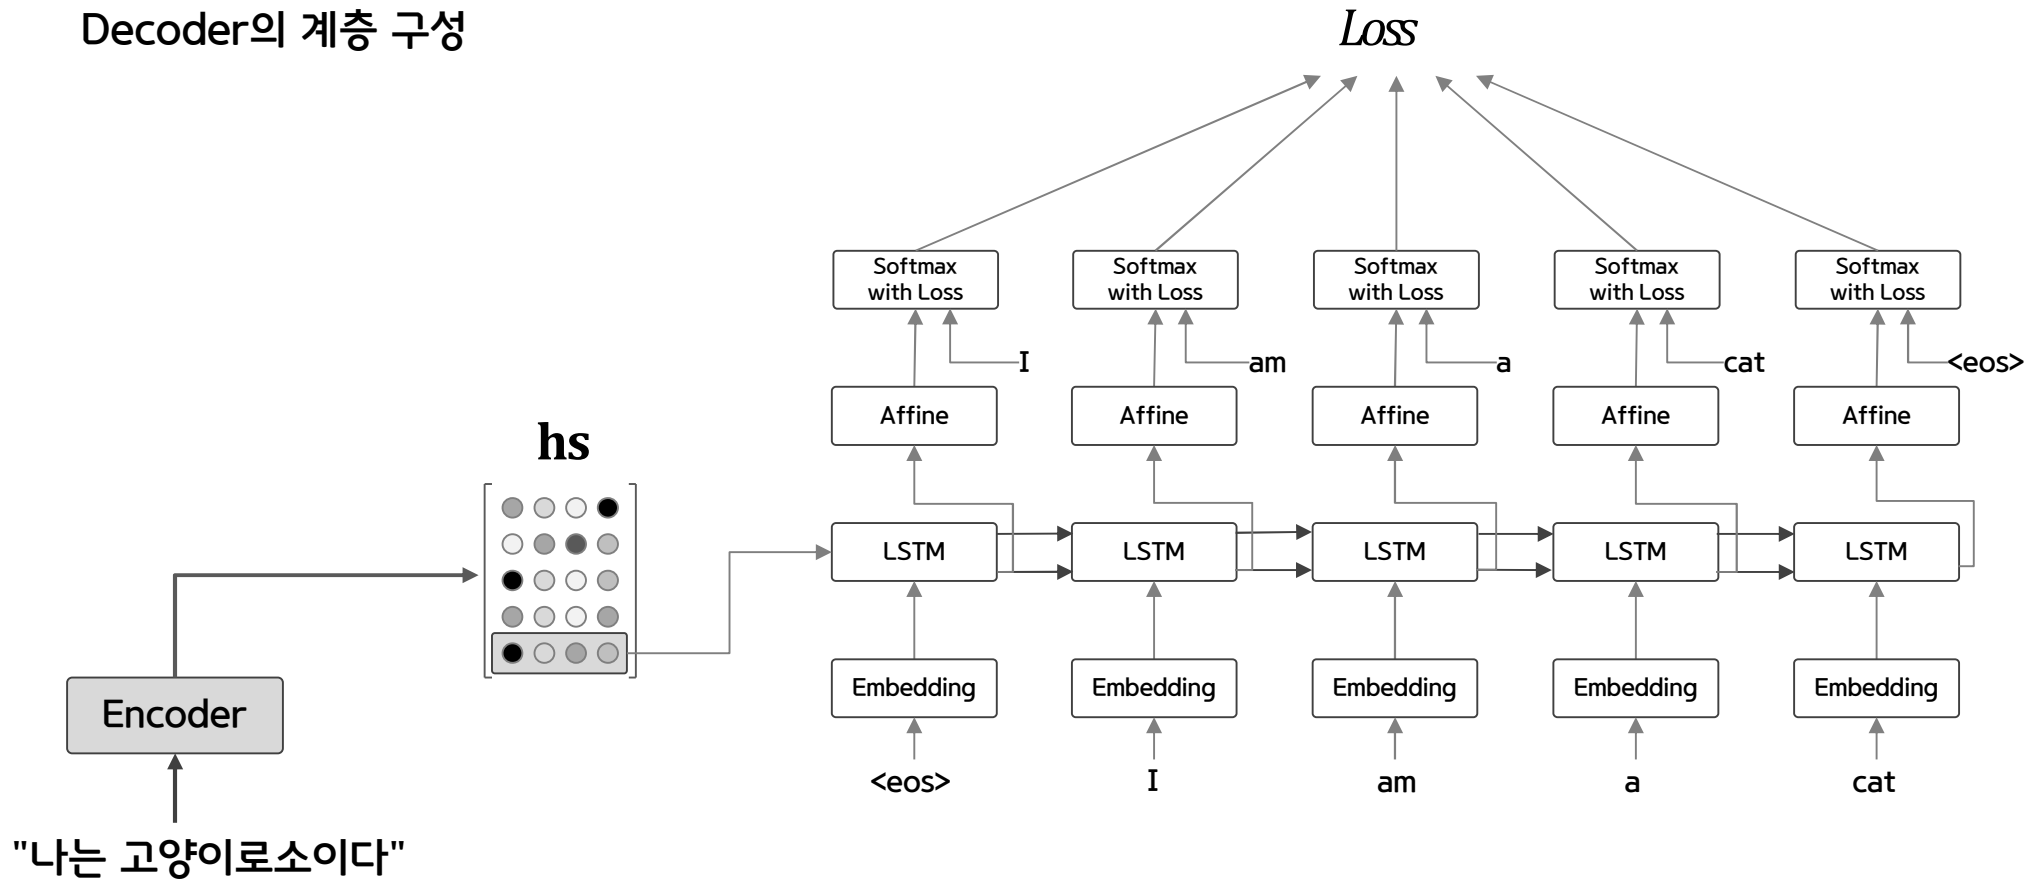 Decoder의 계층 구성
Loss
Softmax
with Loss
Softmax
with Loss
Softmax
with Loss
Softmax
with Loss
Softmax
with Loss
I
am
a
cat
<eos>
Affine
Affine
Affine
Affine
Affine
hs
LSTM
LSTM
LSTM
LSTM
LSTM
Embedding
Embedding
Embedding
Embedding
Embedding
Encoder
<eos>
I
am
a
cat
"나는 고양이로소이다"